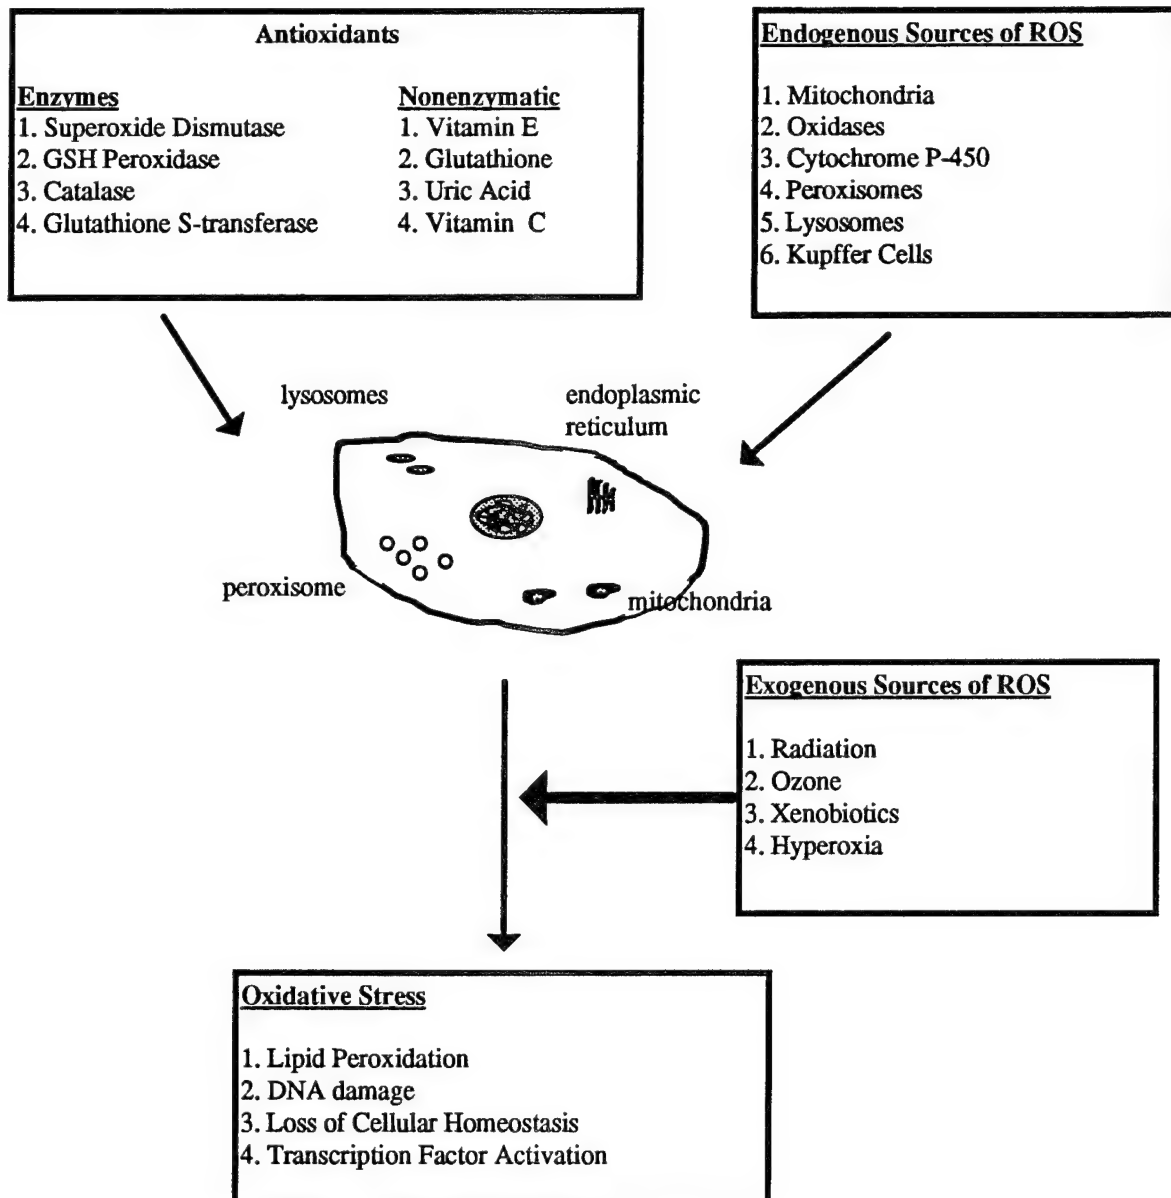 Antioxidants
Enzymes
1. Superoxide Dismutase
2. GSH Peroxidase
3. Catalase
4. Glutathione S-transferase
Nonenzymatic
1. Vitamin E
2. Glutathione
3. Uric Acid
4. Vitamin C
Endogenous Sources of ROS
1. Mitochondria
2. Oxidases
3. Cytochrome P-450
4. Peroxisomes
5. Lysosomes
6. Kupffer Cells
lysosomes
endoplasmic
reticulum
peroxisome
mitochondria
Exogenous Sources of ROS
1. Radiation
2. Ozone
3. Xenobiotics
4. Hyperoxia
Oxidative Stress
1. Lipid Peroxidation
2. DNA damage
3. Loss of Cellular Homeostasis
4. Transcription Factor Activation